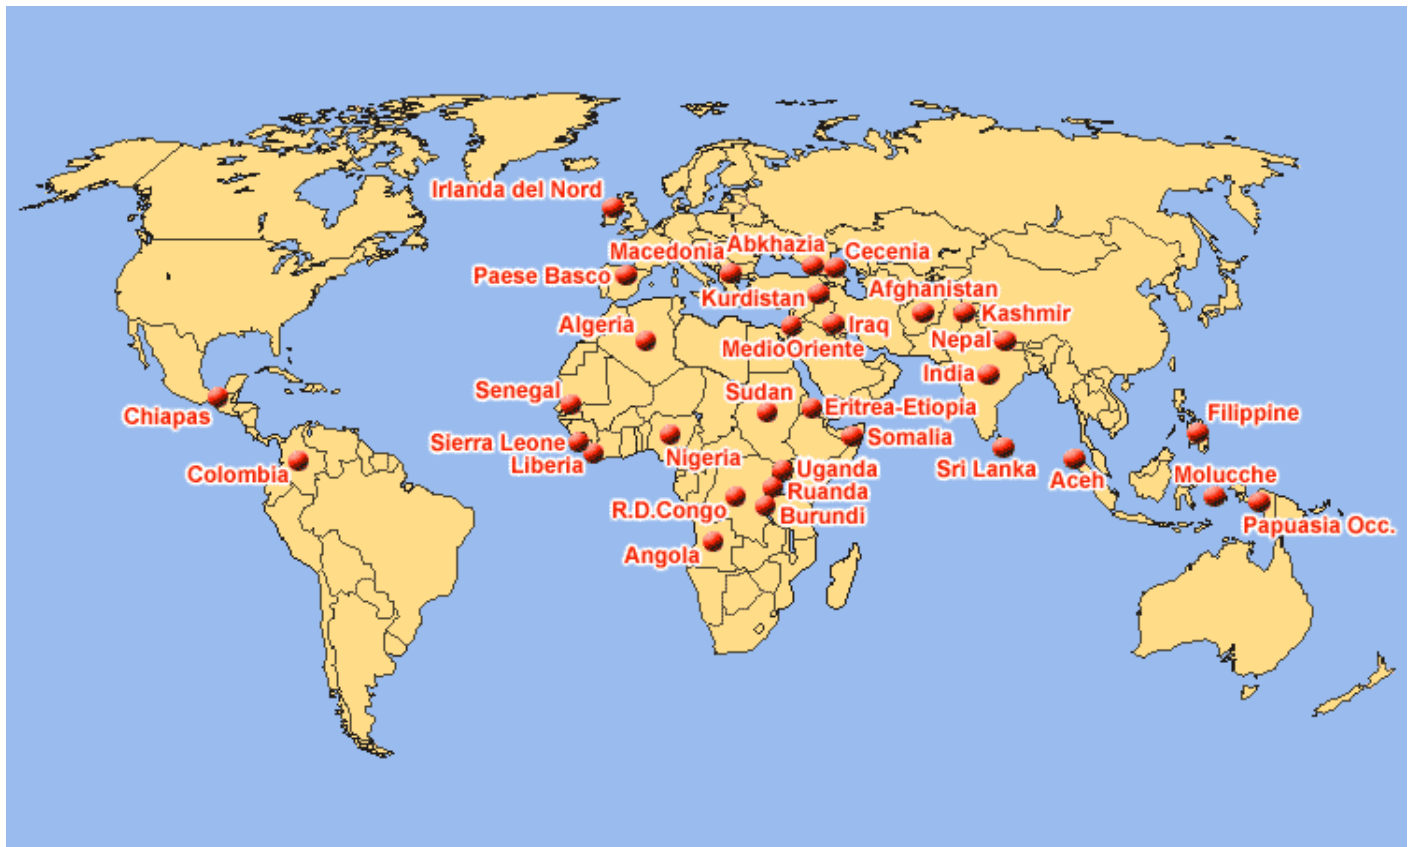 Irlanda del Nord
Macedonia
Abkhazia
Cecenia
Paese Basco
Kurdistan
Afghanistan
Algeria
Iraq
Kashmir
MedioOriente
Nepal
India
Senegal
Sudan
Eritrea-Etiopia
Chiapas
Filippine
Sierra Leone
Somalia
Liberia
Nigeria
Colombia
Uganda
Sri Lanka
Aceh
Molucche
Ruanda
R.D.Congo
Burundi
Papuasia Occ.
Angola